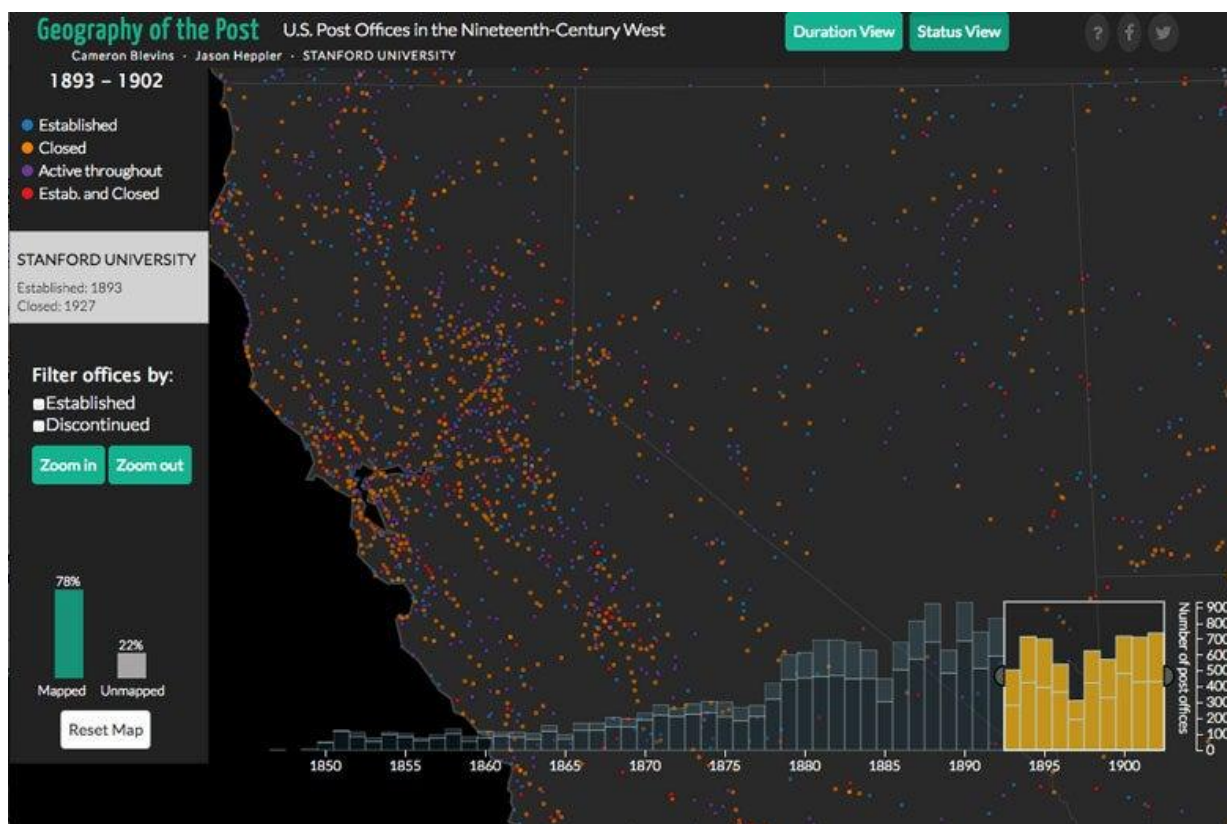 Geography of the Post
U.S. Post Offices in the Nineteenth-Century West
Duration View
Status View
?
f
Cameron Blevins · Jason Heppler · STANFORD UNIVERSITY
1893 – 1902
Established
Closed
Active throughout
Estab. and Closed
STANFORD UNIVERSITY
Established: 1893
Closed: 1927
Filter offices by:
Established
Discontinued
Zoom in
Zoom out
78%
22%
Mapped
Unmapped
Reset Map
1850
1855
1860
1865
1870
1875
1880
1885
1890
1895
1900
Number of post offices
900
800
700
600
500
400
300
200
100
0